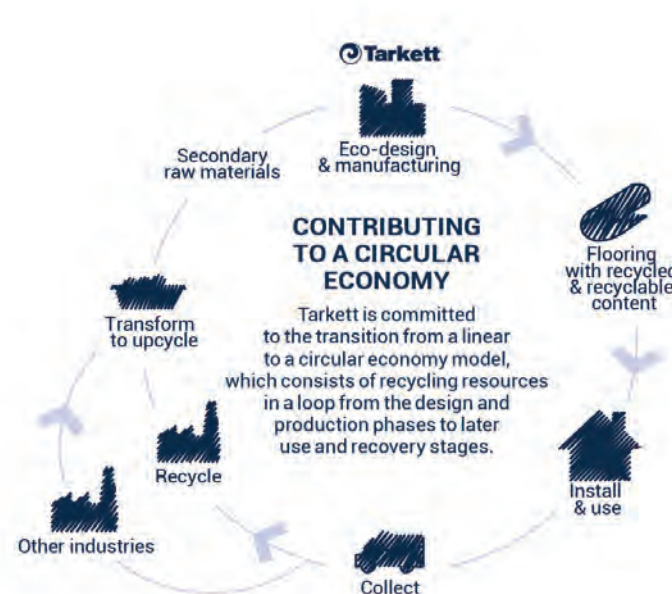 Tarkett
Eco-design
& manufacturing
Secondary
raw materials
Flooring
with recycled
& recyclable
content
CONTRIBUTING
TO A CIRCULAR
ECONOMY
Tarkett is committed
to the transition from a linear
to a circular economy model,
which consists of recycling resources
in a loop from the design and
production phases to later
use and recovery stages.
Transform
to upcycle
Recycle
Install
& use
Other industries
Collect